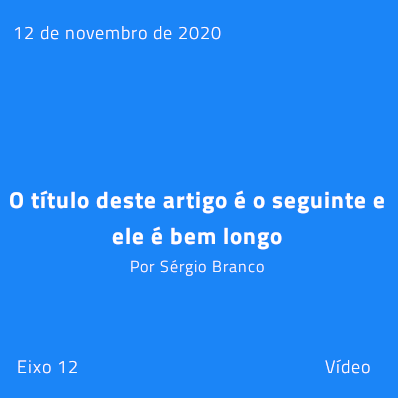 12 de novembro de 2020
O título deste artigo é o seguinte e
ele é bem longo
Por Sérgio Branco
Eixo 12
Vídeo